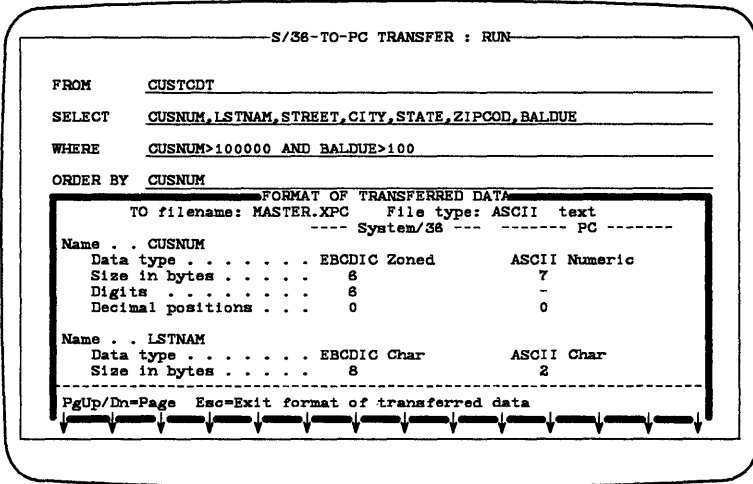 S/36-TO-PC TRANSFER : RUN
FROM CUSTCDT
SELECT CUSNUM,LSTNAM,STREET,CITY,STATE,ZIPCOD,BALDUE
WHERE CUSNUM>100000 AND BALDUE>100
ORDER BY CUSNUM
FORMAT OF TRANSFERRED DATA
TO filename: MASTER.XPC File type: ASCII text
---- System/36 --- ------- PC -------
Name . . CUSNUM
Data type . . . . . . . EBCDIC Zoned ASCII Numeric
Size in bytes . . . . . 6 7
Digits . . . . . . . . 6 -
Decimal positions . . . 0 0
Name . . LSTNAM
Data type . . . . . . . EBCDIC Char ASCII Char
Size in bytes . . . . . 8 2
PgUp/Dn=Page Esc=Exit format of transferred data